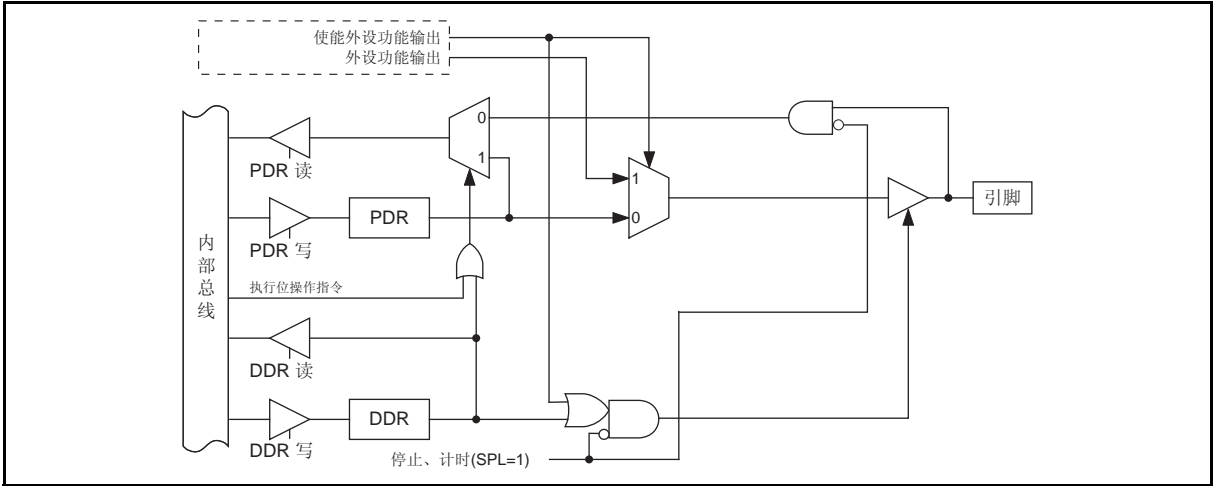 使能外设功能输出
外设功能输出
0
1
PDR 读
1
引脚
PDR
0
PDR 写
内部总线
执行位操作指令
DDR 读
DDR
DDR 写
停止、计时(SPL=1)